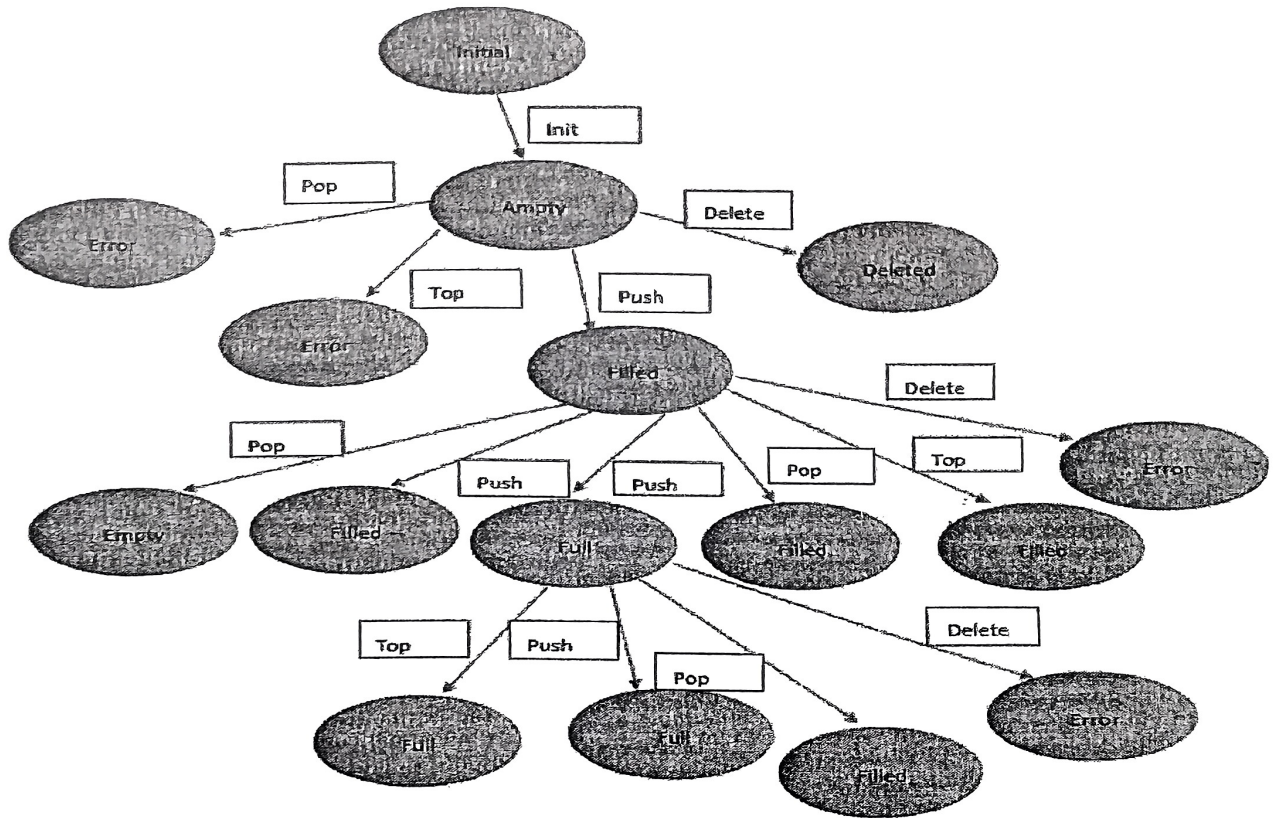 Initial
Init
Pop
Ampty
Delete
Error
Deleted
Top
Push
Error
Filled
Delete
Pop
Push
Push
Pop
Top
Error
Empty
Filled
Full
Filled
Filled
Top
Push
Pop
Delete
Full
Full
Filled
Error